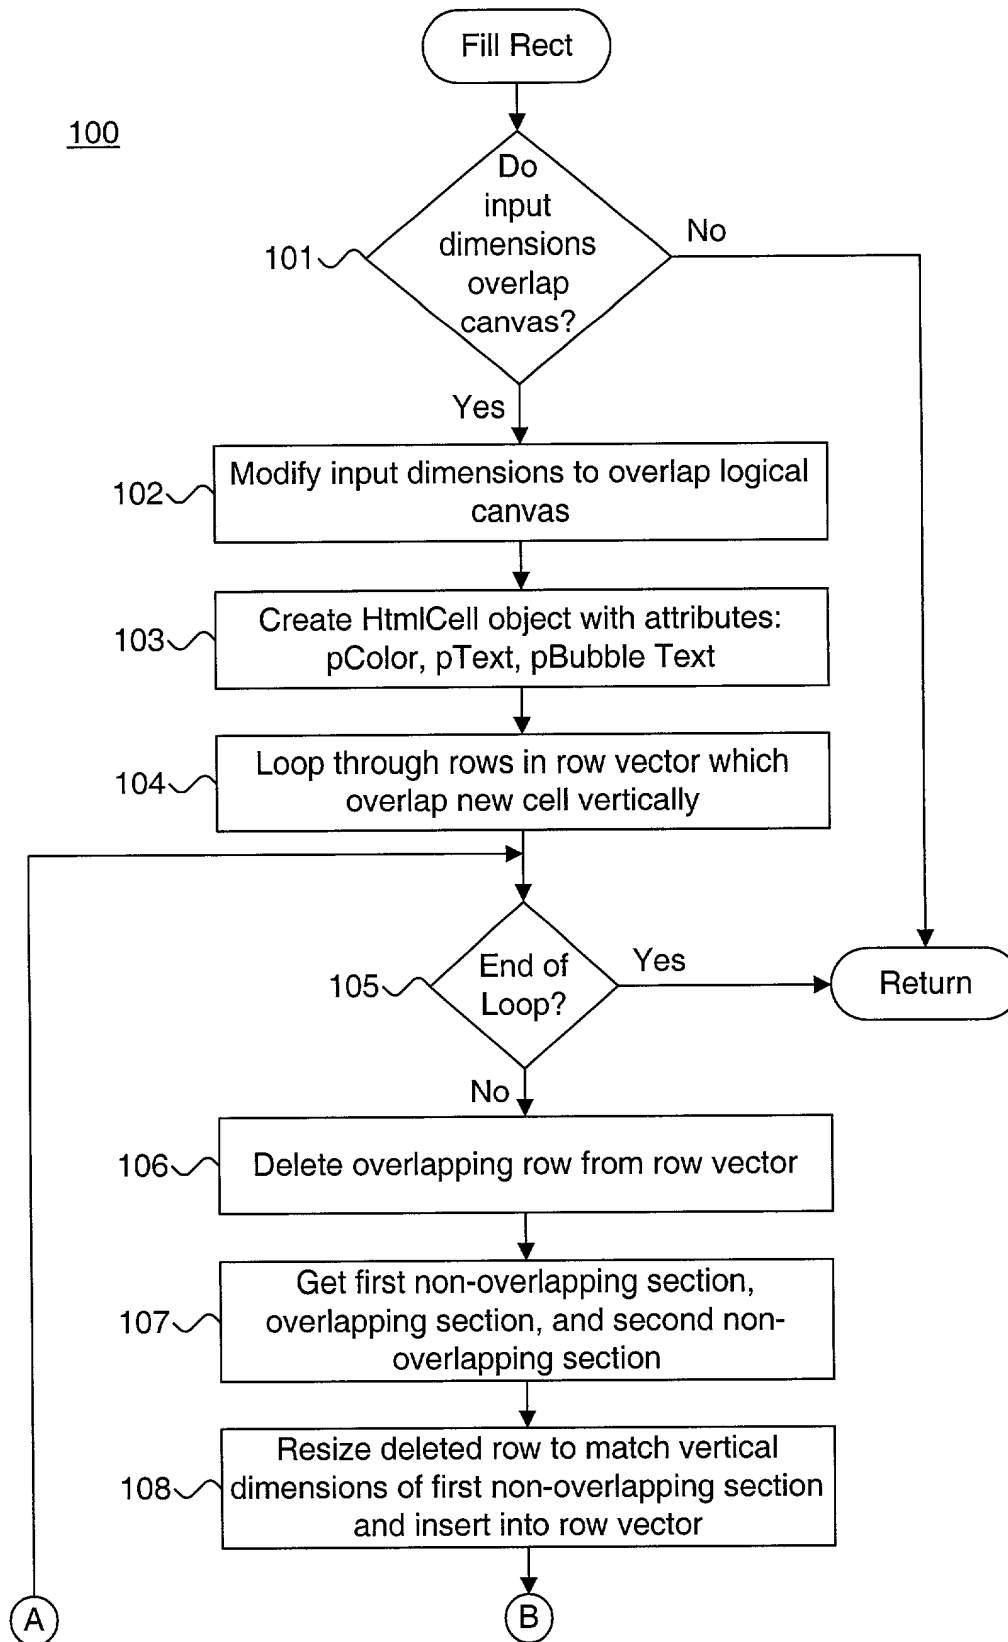 Fill Rect
100
Do
input
dimensions
overlap
canvas?
No
101
Yes
Modify input dimensions to overlap logical
canvas
102
Create HtmlCell object with attributes:
pColor, pText, pBubble Text
103
Loop through rows in row vector which
overlap new cell vertically
104
End of
Loop?
Yes
105
Return
No
Delete overlapping row from row vector
106
Get first non-overlapping section,
overlapping section, and second non-
overlapping section
107
Resize deleted row to match vertical
dimensions of first non-overlapping section
and insert into row vector
108
A
B